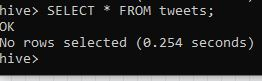 hive> SELECT * FROM tweets;
OK
No rows selected (0.254 seconds)
hive>